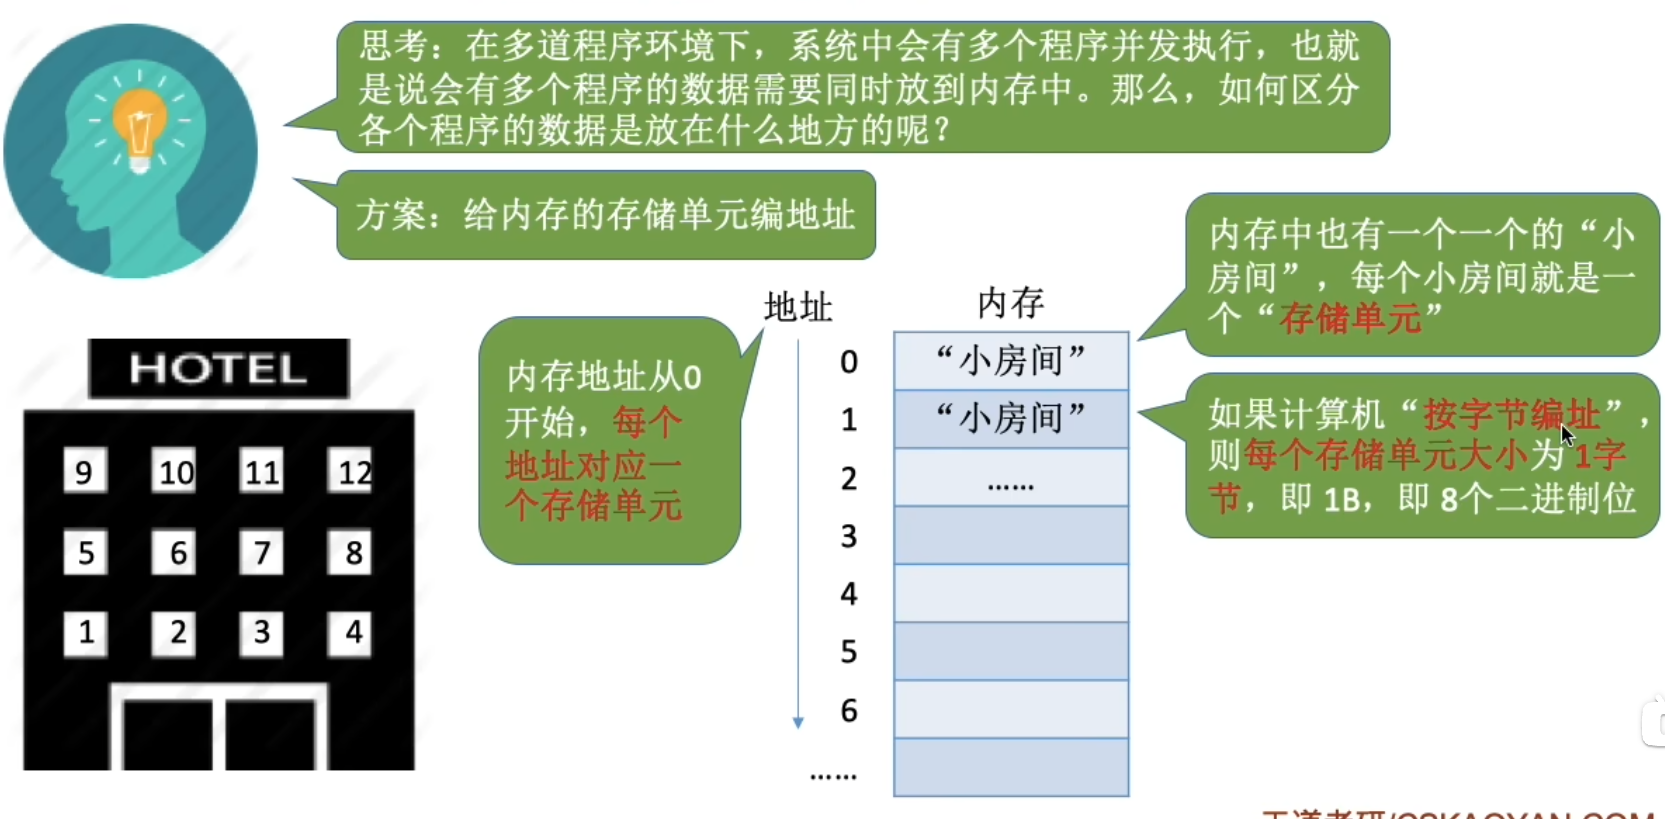 思考：在多道程序环境下，系统中会有多个程序并发执行，也就
是说会有多个程序的数据需要同时放到内存中。那么，如何区分
各个程序的数据是放在什么地方的呢？
方案：给内存的存储单元编地址
内存中也有一个一个的“小
房间”，每个小房间就是一
个“存储单元”
地址
内存
内存地址从0
开始，每个
地址对应一
个存储单元
0
“小房间”
1
“小房间”
2
……
3
4
5
6
……
如果计算机“按字节编址”，
则每个存储单元大小为 1字
节，即 1B，即 8个二进制位
HOTEL
9 10 11 12
5 6 7 8
1 2 3 4
王道考研/CSKAOYAN.COM